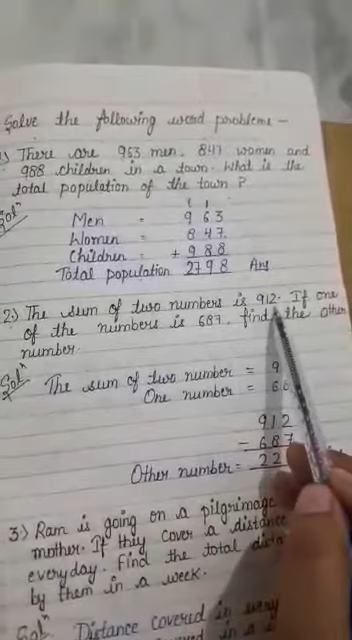 Solve the following word problems -
1) There are 963 men, 847 women and
988 children in a town. What is the
total population of the town ?
Solⁿ
Men = 963
Women = 847
Children = + 988
Total population 2798 Ans
2.) The sum of two numbers is 912. If one
of the numbers is 687. find the other
number.
Solⁿ
The sum of two number = 9
One number = 6
912
- 687
Other number = 22
3.) Ram is going on a pilgrimage
mother. If they cover a distance
everyday. Find the total
by them in a week.
Solⁿ
Distance covered in every